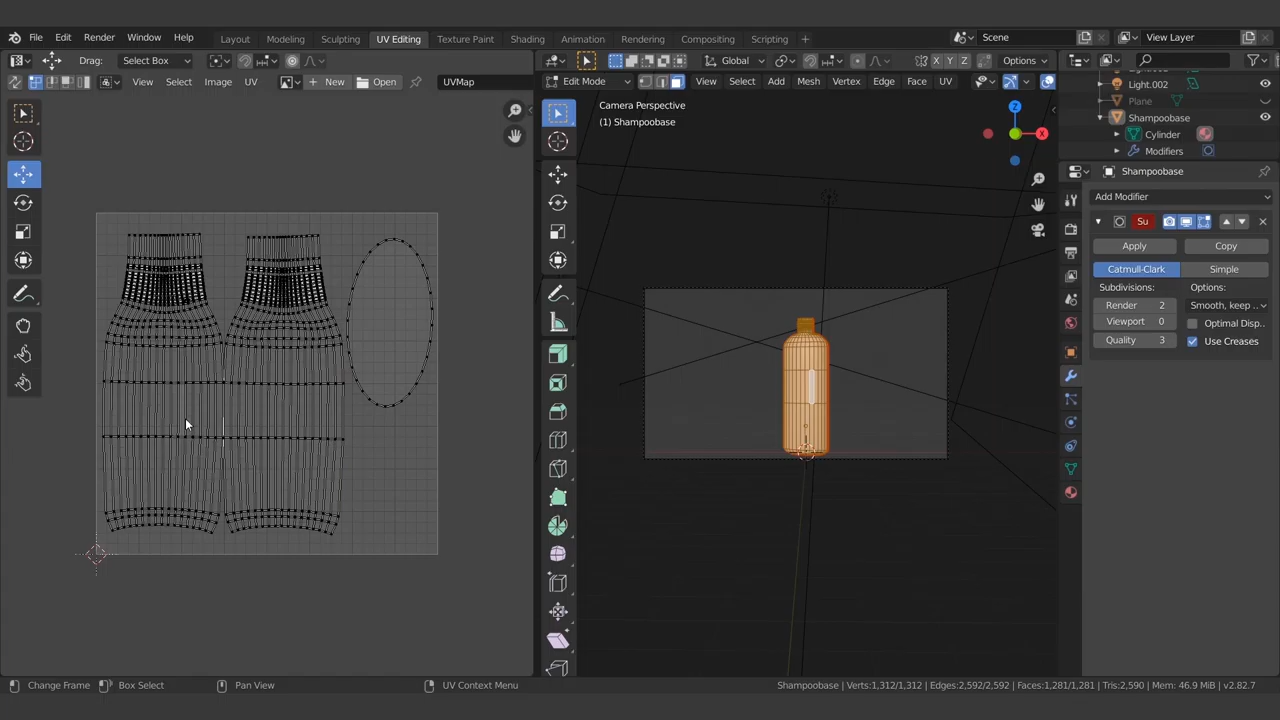 File Edit Render Window Help
Layout Modeling Sculpting UV Editing Texture Paint Shading Animation Rendering Compositing Scripting
Scene View Layer
Drag: Select Box
Global
X Y Z Options
View Select Image UV
New Open UVMap
Edit Mode View Select Add Mesh Vertex Edge Face UV
Camera Perspective
(1) Shampoobase
Z
X
Light.002
Plane
Shampoobase
Cylinder
Modifiers
Shampoobase
Add Modifier
Su
Apply Copy
Catmull-Clark Simple
Subdivisions: Options:
Render 2 Smooth, keep ..
Viewport 0 Optimal Disp..
Quality 3 Use Creases
Change Frame Box Select Pan View UV Context Menu
Shampoobase | Verts:1,312/1,312 | Edges:2,592/2,592 | Faces:1,281/1,281 | Tris:2,590 | Mem: 46.9 MiB | v2.82.7